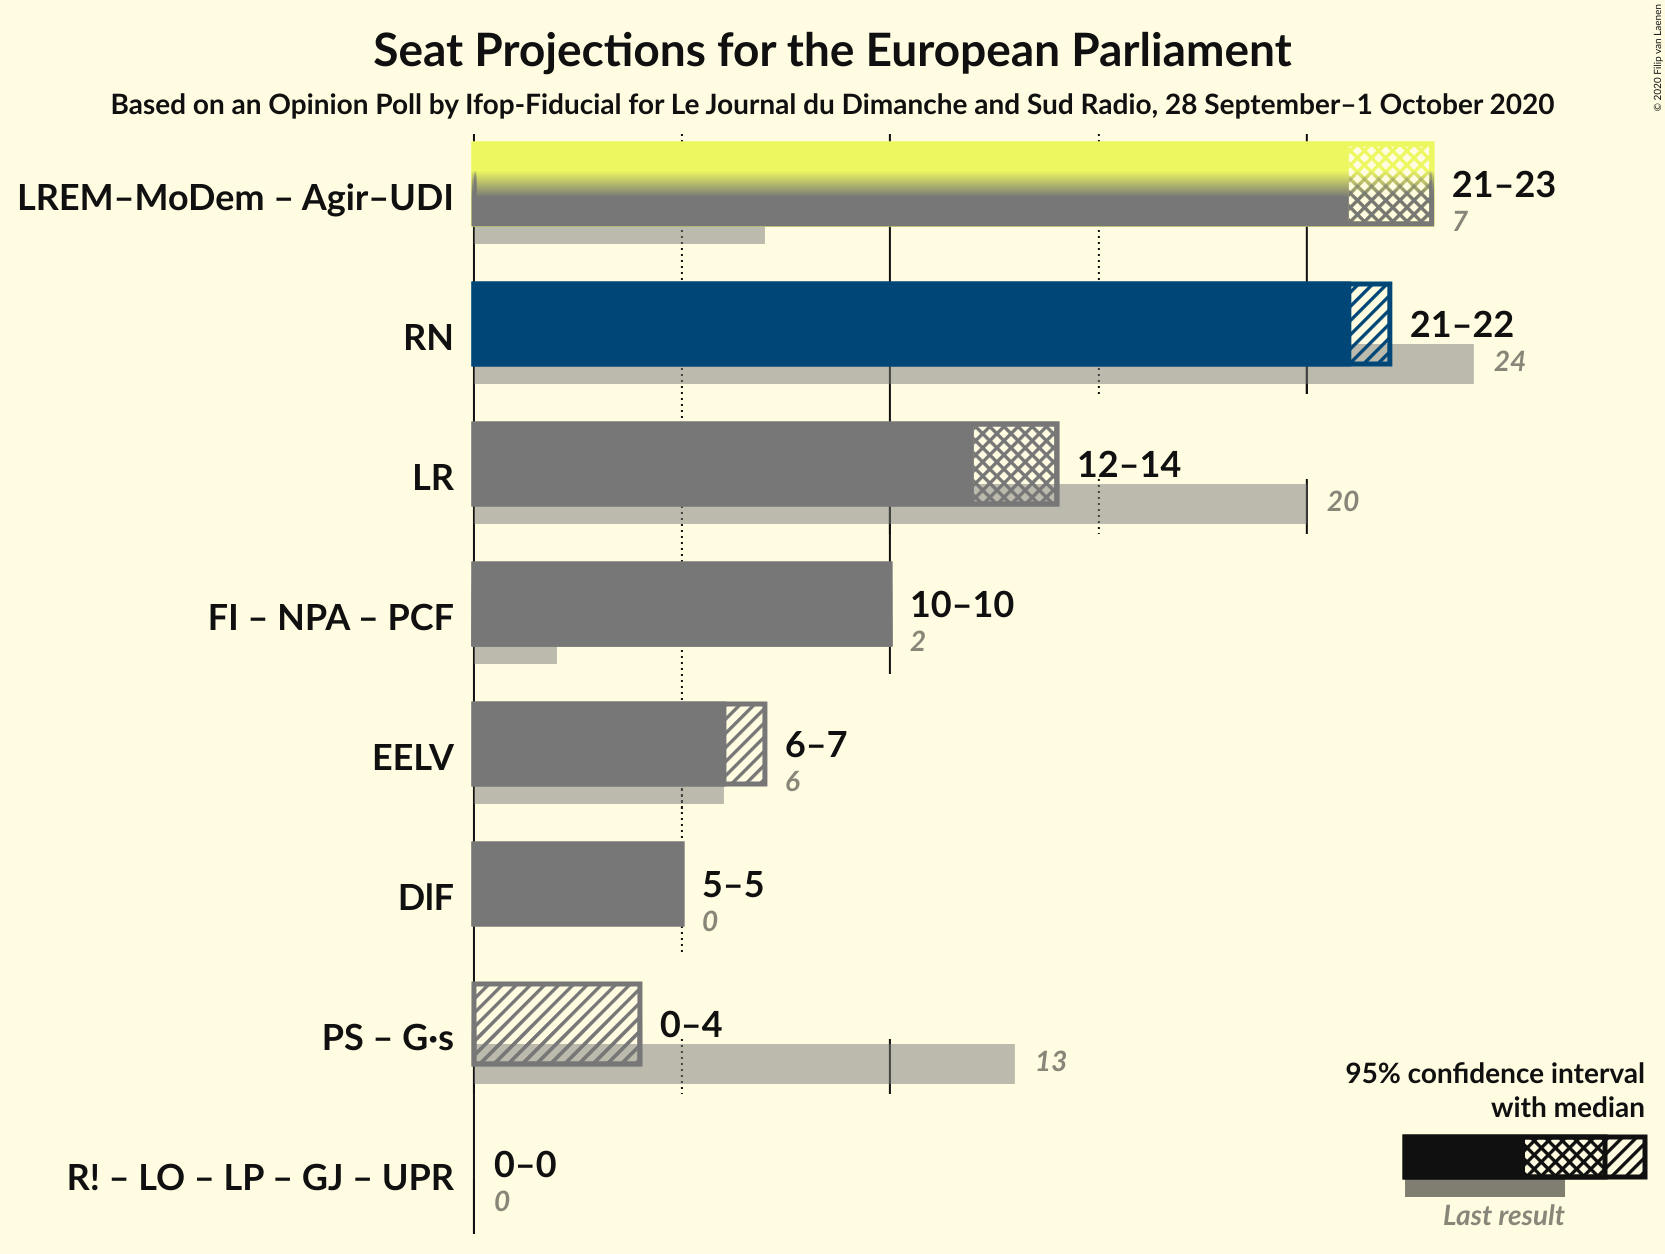 Seat Projections for the European Parliament
Based on an Opinion Poll by Ifop-Fiducial for Le Journal du Dimanche and Sud Radio, 28 September–1 October 2020
© 2020 Filip van Laenen
LREM–MoDem – Agir–UDI
21–23
7
RN
21–22
24
LR
12–14
20
FI – NPA – PCF
10–10
2
EELV
6–7
6
DlF
5–5
0
PS – G·s
0–4
13
R! – LO – LP – GJ – UPR
0–0
0
95% confidence interval
with median
Last result